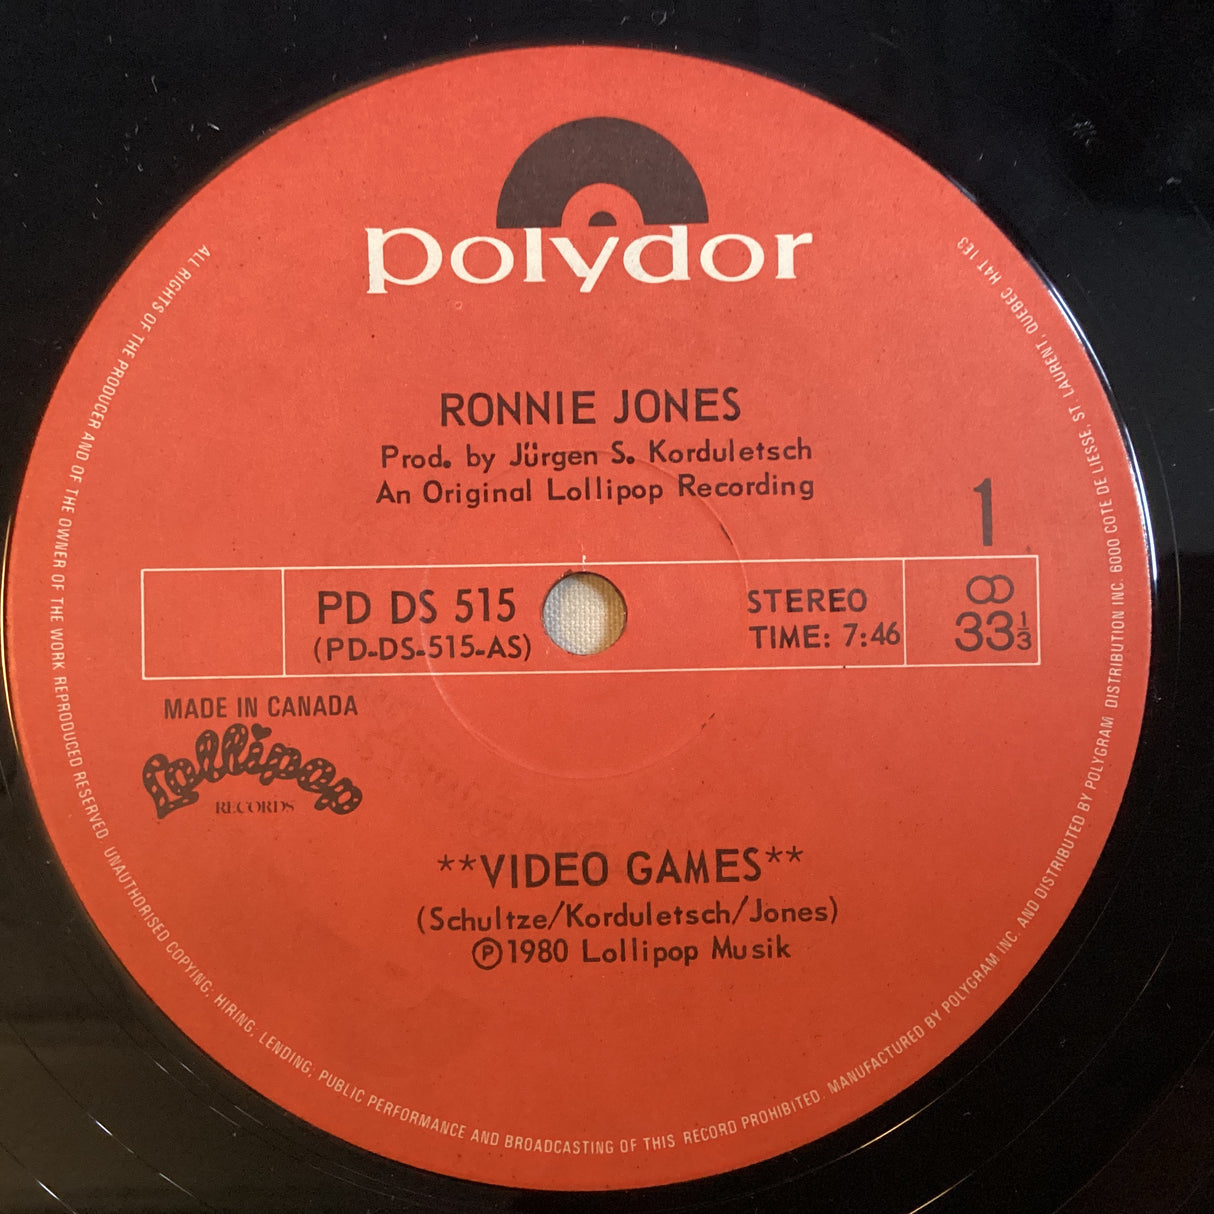 polydor
RONNIE JONES
Prod. by Jürgen S. Korduletsch
An Original Lollipop Recording
1
PD DS 515
(PD-DS-515-AS)
STEREO
TIME: 7:46
33⅓
MADE IN CANADA
Lollipop
RECORDS
**VIDEO GAMES**
(Schultze/Korduletsch/Jones)
℗1980 Lollipop Musik
ALL RIGHTS OF THE PRODUCER AND OF THE OWNER OF THE WORK REPRODUCED RESERVED. UNAUTHORISED COPYING; HIRING; LENDING; PUBLIC PERFORMANCE AND BROADCASTING OF THIS RECORD PROHIBITED. MANUFACTURED BY POLYGRAM INC. AND DISTRIBUTED BY POLYGRAM DISTRIBUTION INC. 6000 COTE DE LIESSE, ST. LAURENT, QUEBEC H4T 1E3